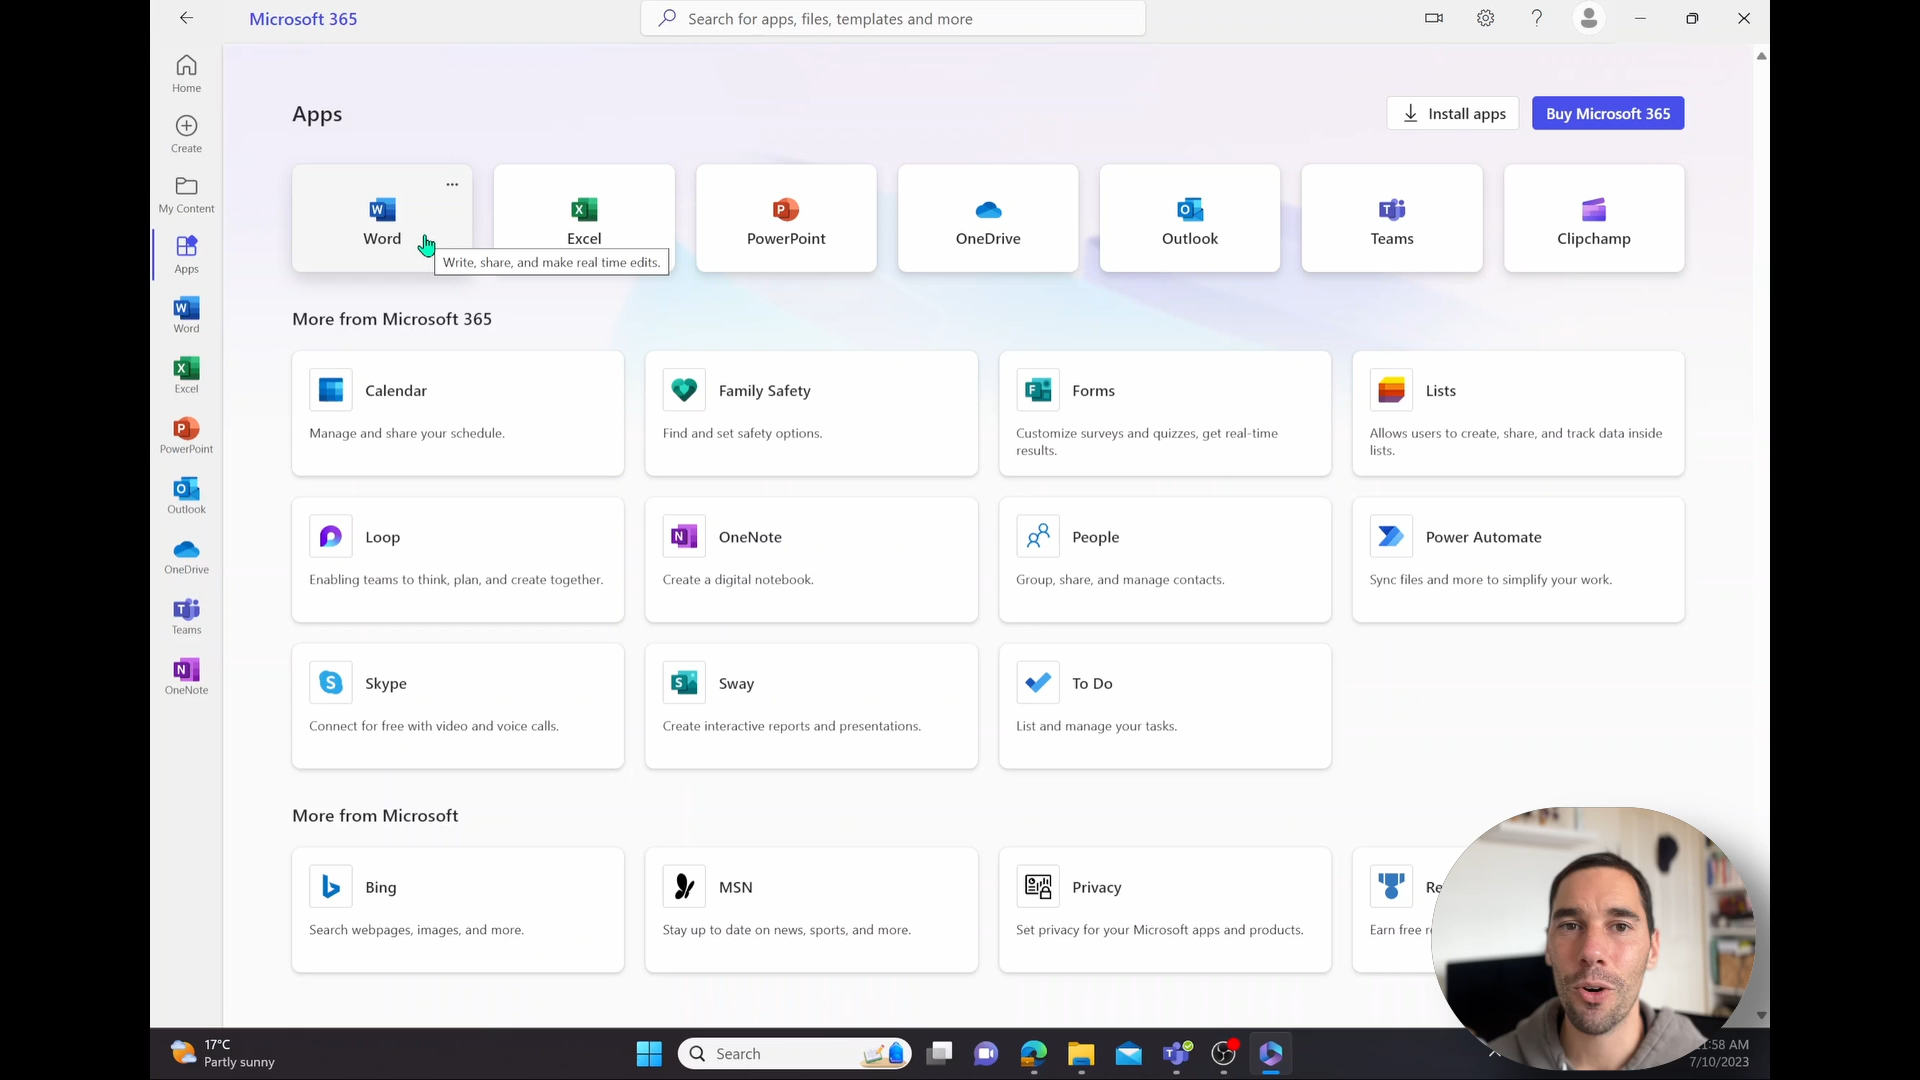 Microsoft 365
Search for apps, files, templates and more
Home
Create
My Content
Apps
Word
Excel
PowerPoint
Outlook
OneDrive
Teams
OneNote
Apps
Install apps
Buy Microsoft 365
Word
Excel
PowerPoint
OneDrive
Outlook
Teams
Clipchamp
Write, share, and make real time edits.
More from Microsoft 365
Calendar
Manage and share your schedule.
Family Safety
Find and set safety options.
Forms
Customize surveys and quizzes, get real-time
results.
Lists
Allows users to create, share, and track data inside
lists.
Loop
Enabling teams to think, plan, and create together.
OneNote
Create a digital notebook.
People
Group, share, and manage contacts.
Power Automate
Sync files and more to simplify your work.
Skype
Connect for free with video and voice calls.
Sway
Create interactive reports and presentations.
To Do
List and manage your tasks.
More from Microsoft
Bing
Search webpages, images, and more.
MSN
Stay up to date on news, sports, and more.
Privacy
Set privacy for your Microsoft apps and products.
Earn free
17°C
Partly sunny
Search
:58 AM
7/10/2023